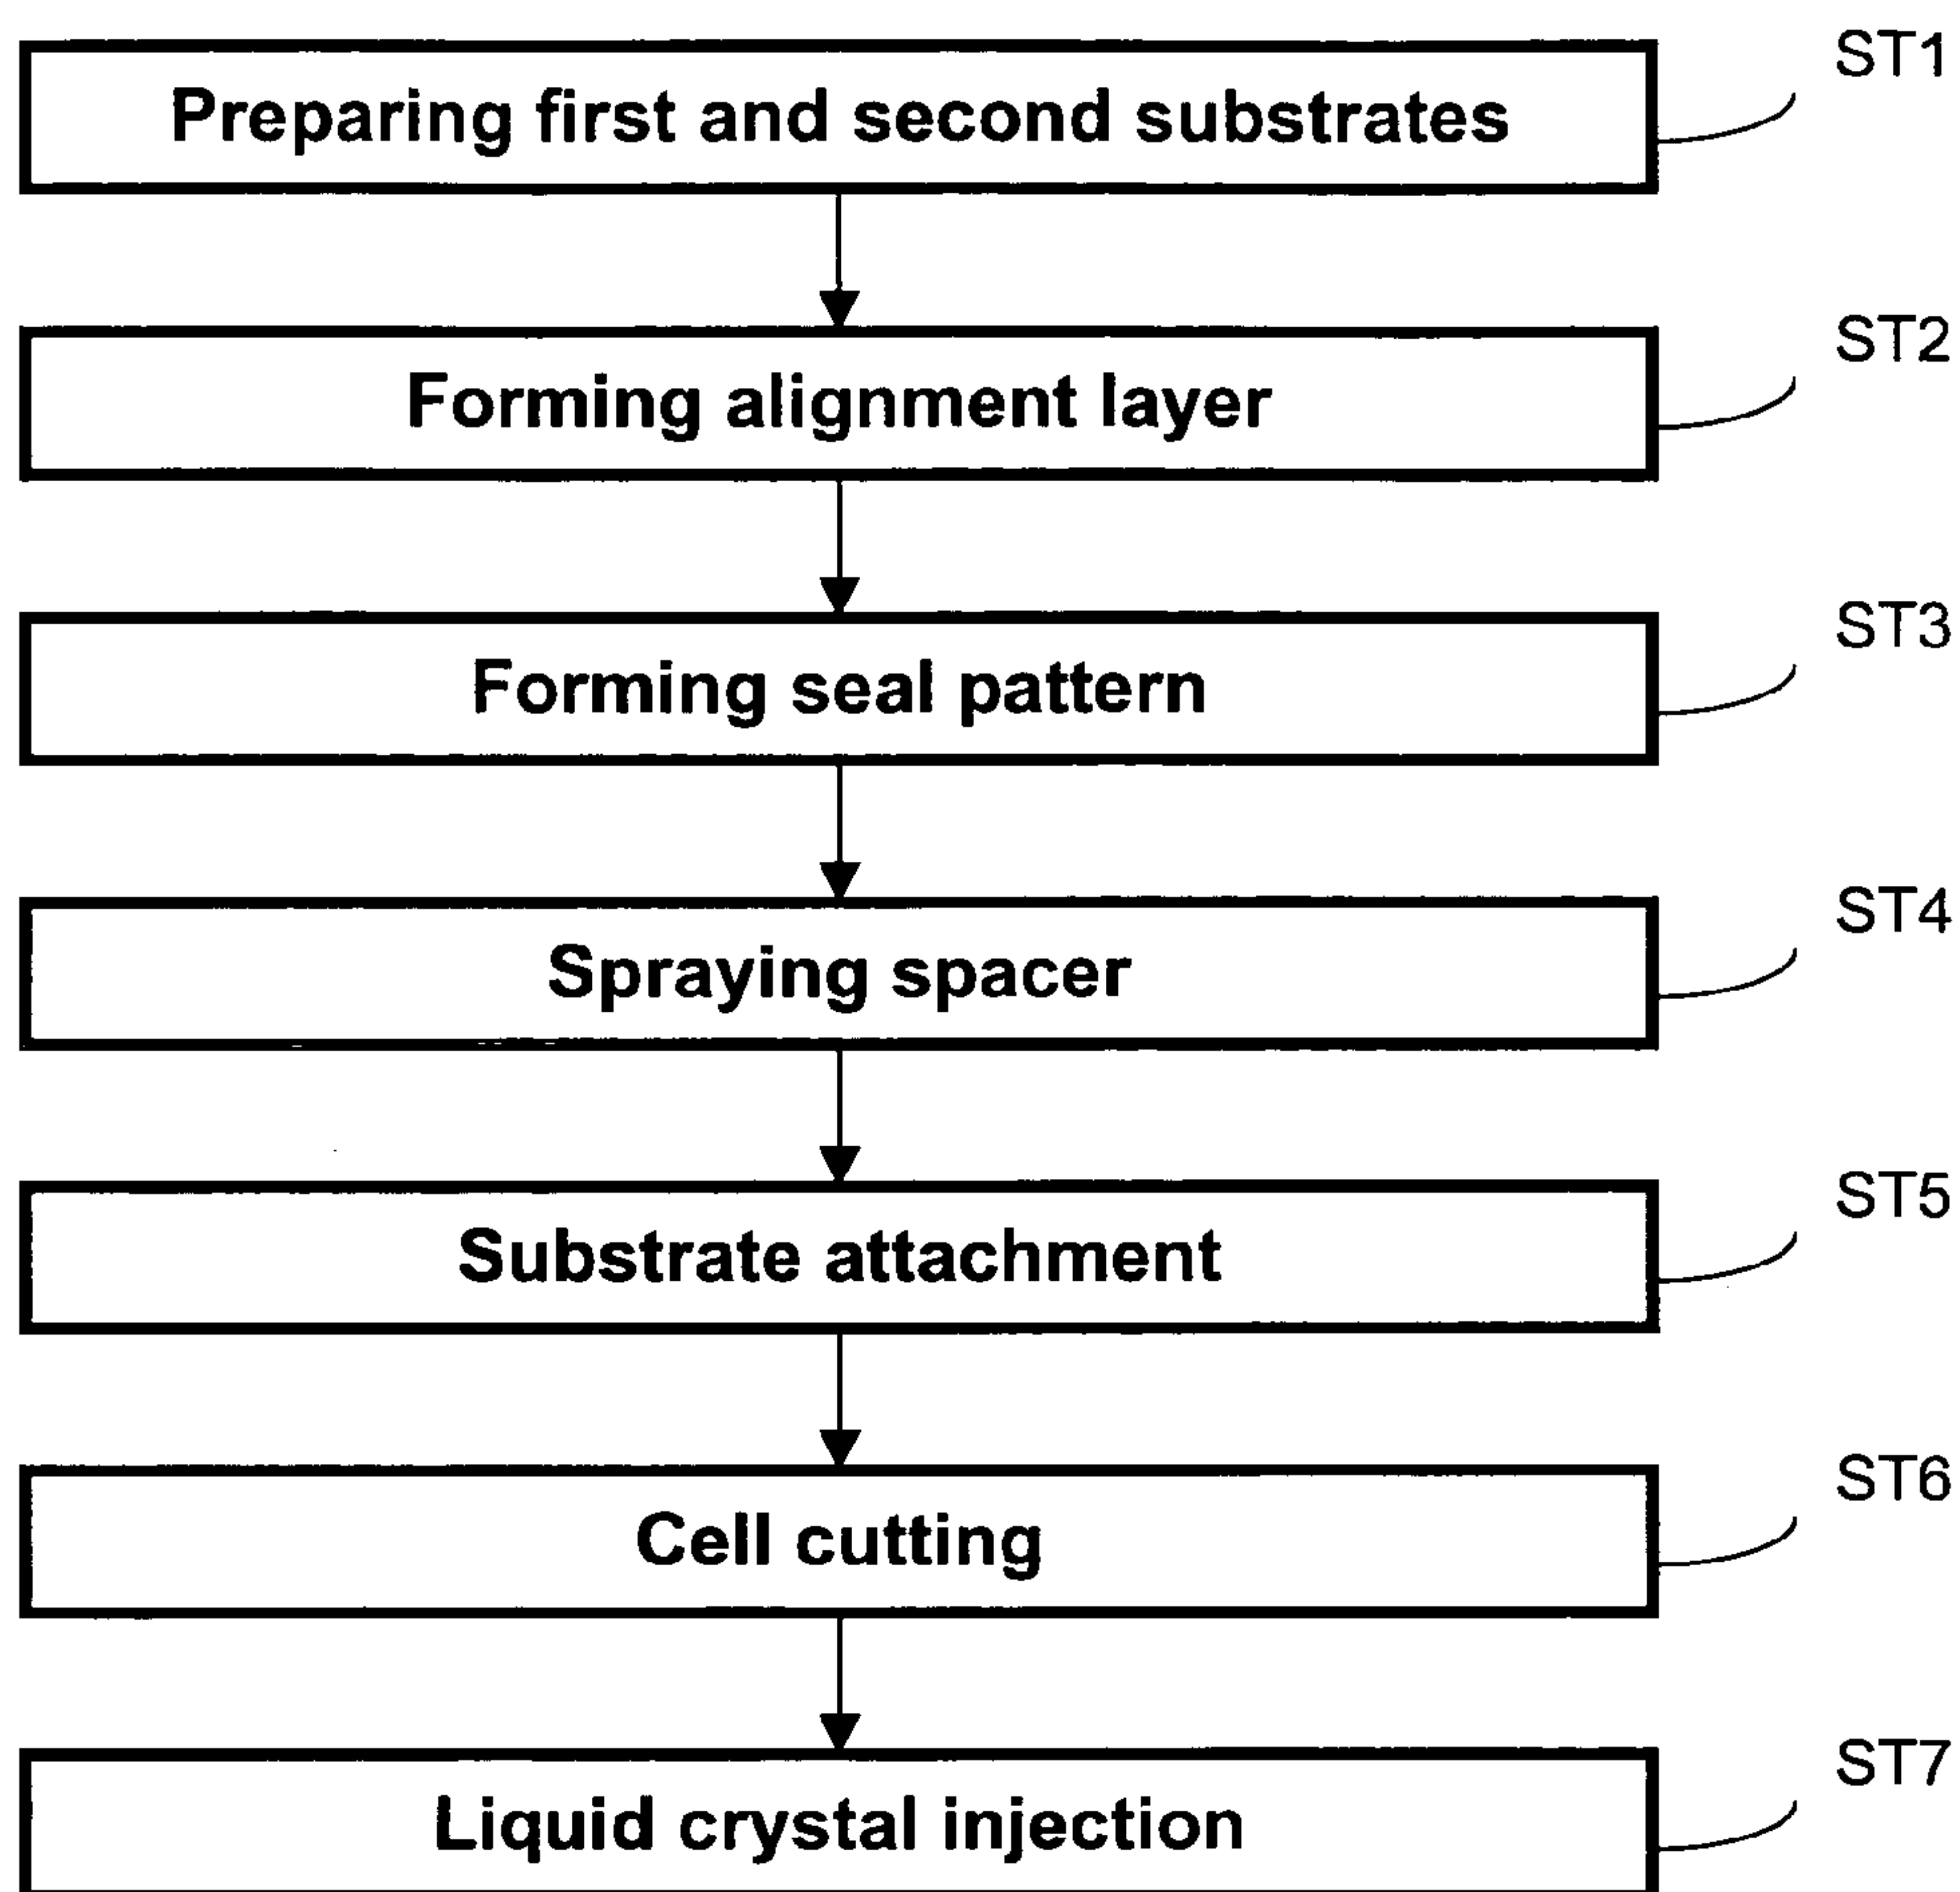 ST1
Preparing first and second substrates
ST2
Forming alignment layer
ST3
Forming seal pattern
ST4
Spraying spacer
ST5
Substrate attachment
ST6
Cell cutting
ST7
Liquid crystal injection